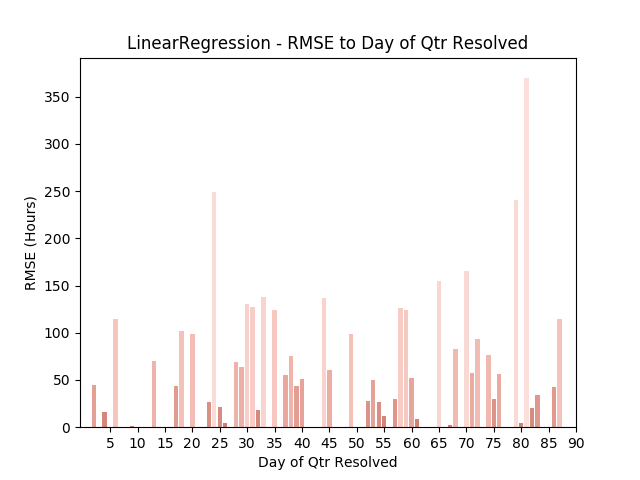 LinearRegression - RMSE to Day of Qtr Resolved
350
300
250
200
150
100
50
0
RMSE (Hours)
5 10 15 20 25 30 35 40 45 50 55 60 65 70 75 80 85 90
Day of Qtr Resolved